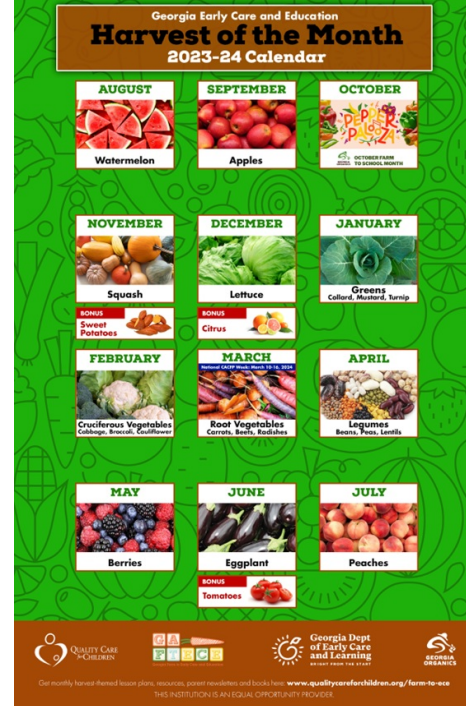 Georgia Early Care and Education
Harvest of the Month
2023-24 Calendar
AUGUST
Watermelon
SEPTEMBER
Apples
OCTOBER
PEPPER
PALOOZA
OCTOBER FARM
TO SCHOOL MONTH
NOVEMBER
Squash
BONUS
Sweet
Potatoes
DECEMBER
Lettuce
BONUS
Citrus
JANUARY
Greens
Collard, Mustard, Turnip
FEBRUARY
Cruciferous Vegetables
Cabbage, Broccoli, Cauliflower
MARCH
National CACFP Week: March 10-16, 2024
Root Vegetables
Carrots, Beets, Radishes
APRIL
Legumes
Beans, Peas, Lentils
MAY
Berries
JUNE
Eggplant
BONUS
Tomatoes
JULY
Peaches
QUALITY CARE
for CHILDREN
GA
FTECE
Georgia Dept
of Early Care
and Learning
BRIGHT FROM THE START
GEORGIA
ORGANICS
Get monthly harvest-themed lesson plans, resources, parent newsletters and books here: www.qualitycareforchildren.org/farm-to-ece
THIS INSTITUTION IS AN EQUAL OPPORTUNITY PROVIDER.